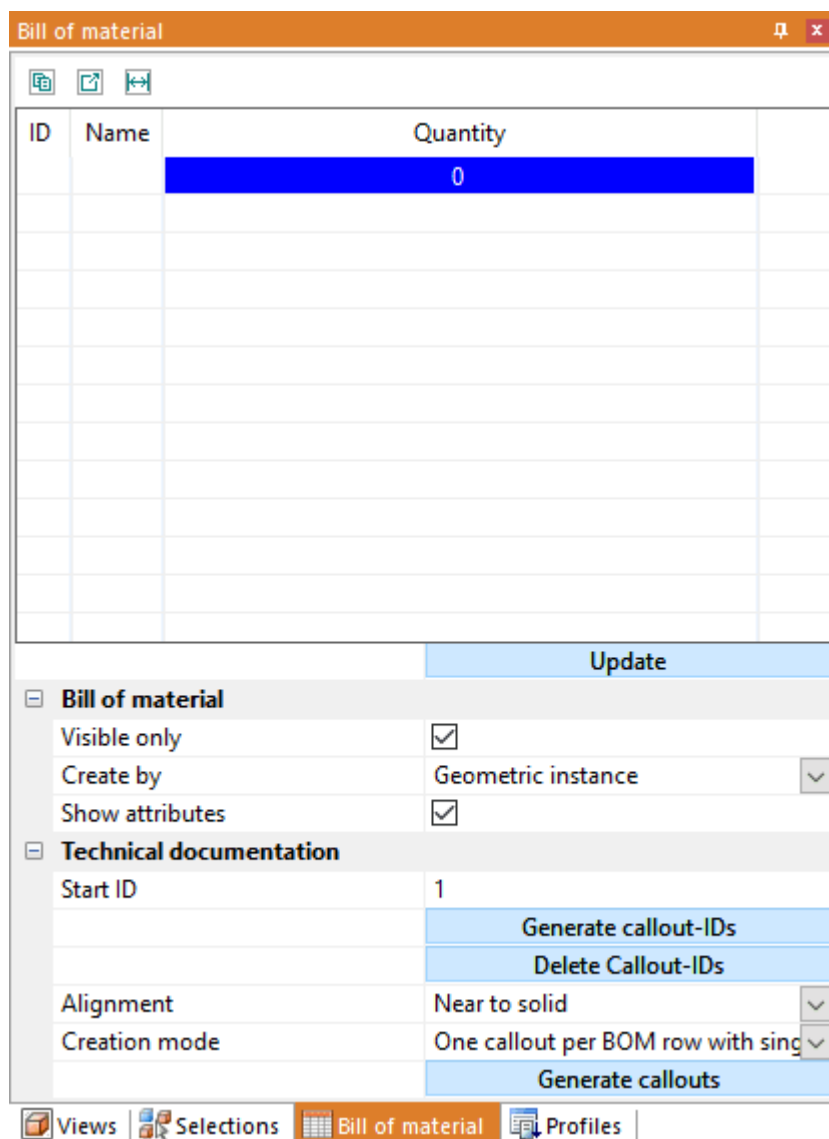 Bill of material
ID Name Quantity
0
Update
Bill of material
Visible only
Create by Geometric instance
Show attributes
Technical documentation
Start ID 1
Generate callout-IDs
Delete Callout-IDs
Alignment Near to solid
Creation mode One callout per BOM row with sing
Generate callouts
Views Selections Bill of material Profiles